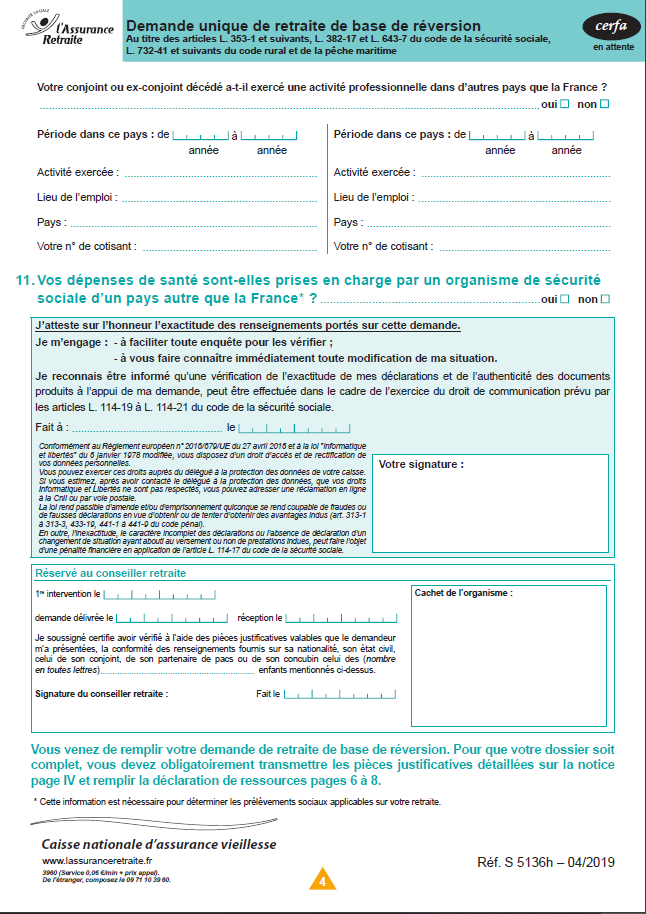 SÉCURITÉ SOCIALE
l'Assurance
Retraite
Demande unique de retraite de base de réversion
Au titre des articles L. 353-1 et suivants, L. 382-17 et L. 643-7 du code de la sécurité sociale,
L. 732-41 et suivants du code rural et de la pêche maritime
cerfa
en attente
Votre conjoint ou ex-conjoint décédé a-t-il exercé une activité professionnelle dans d'autres pays que la France ?
oui □ non □
Période dans ce pays : de à
année année
Activité exercée :
Lieu de l'emploi :
Pays :
Votre n° de cotisant :
Période dans ce pays : de à
année année
Activité exercée :
Lieu de l'emploi :
Pays :
Votre n° de cotisant :
11. Vos dépenses de santé sont-elles prises en charge par un organisme de sécurité
sociale d'un pays autre que la France* ? oui □ non □
J'atteste sur l'honneur l'exactitude des renseignements portés sur cette demande.
Je m'engage : - à faciliter toute enquête pour les vérifier ;
- à vous faire connaître immédiatement toute modification de ma situation.
Je reconnais être informé qu'une vérification de l'exactitude de mes déclarations et de l'authenticité des documents
produits à l'appui de ma demande, peut être effectuée dans le cadre de l'exercice du droit de communication prévu par
les articles L. 114-19 à L. 114-21 du code de la sécurité sociale.
Fait à : le
Conformément au Règlement européen n° 2016/679/UE du 27 avril 2016 et à la loi "informatique
et libertés" du 6 janvier 1978 modifiée, vous disposez d'un droit d'accès et de rectification de
vos données personnelles.
Vous pouvez exercer ces droits auprès du délégué à la protection des données de votre caisse.
Si vous estimez, après avoir contacté le délégué à la protection des données, que vos droits
Informatique et Libertés ne sont pas respectés, vous pouvez adresser une réclamation en ligne
à la Cnil ou par voie postale.
La loi rend passible d'amende et/ou d'emprisonnement quiconque se rend coupable de fraudes ou
de fausses déclarations en vue d'obtenir ou de tenter d'obtenir des avantages indus (art. 313-1
à 313-3, 433-19, 441-1 à 441-9 du code pénal).
En outre, l'inexactitude, le caractère incomplet des déclarations ou l'absence de déclaration d'un
changement de situation ayant abouti au versement ou non de prestations indues, peut faire l'objet
d'une pénalité financière en application de l'article L. 114-17 du code de la sécurité sociale.
Votre signature :
Réservé au conseiller retraite
1re intervention le
demande délivrée le réception le
Je soussigné certifie avoir vérifié à l'aide des pièces justificatives valables que le demandeur
m'a présentées, la conformité des renseignements fournis sur sa nationalité, son état civil,
celui de son conjoint, de son partenaire de pacs ou de son concubin celui des (nombre
en toutes lettres) enfants mentionnés ci-dessus.
Signature du conseiller retraite : Fait le
Cachet de l'organisme :
Vous venez de remplir votre demande de retraite de base de réversion. Pour que votre dossier soit
complet, vous devez obligatoirement transmettre les pièces justificatives détaillées sur la notice
page IV et remplir la déclaration de ressources pages 6 à 8.
* Cette information est nécessaire pour déterminer les prélèvements sociaux applicables sur votre retraite.
Caisse nationale d'assurance vieillesse
www.lassuranceretraite.fr
3960 (Service 0,06 €/min + prix appel).
De l'étranger, composez le 09 71 10 39 60.
4
Réf. S 5136h – 04/2019